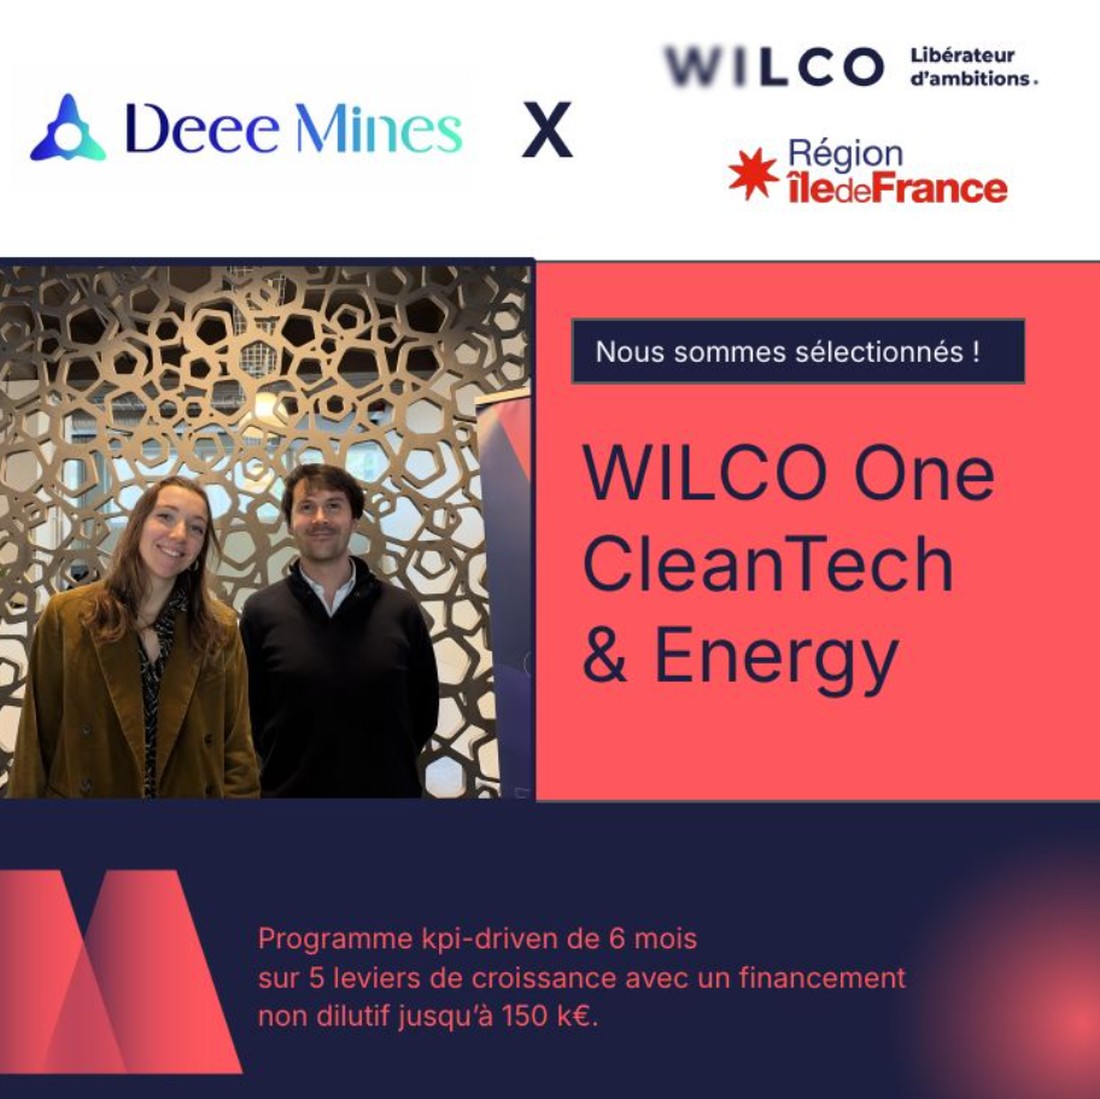 Deee Mines
X
WILCO
Libérateur
d'ambitions.
Région
îledeFrance
Nous sommes sélectionnés !
WILCO One
CleanTech
& Energy
Programme kpi-driven de 6 mois
sur 5 leviers de croissance avec un financement
non dilutif jusqu’à 150 k€.